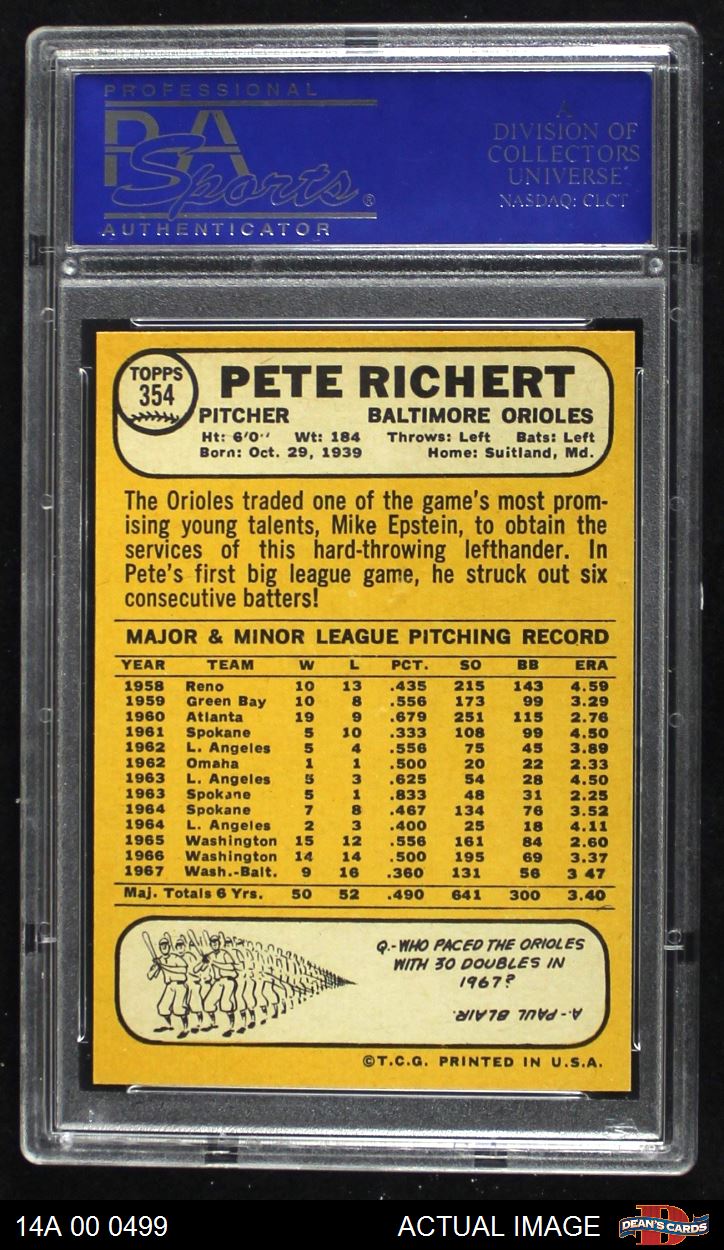 PROFESSIONAL
PSA
Sports®
AUTHENTICATOR
A
DIVISION OF
COLLECTORS
UNIVERSE
NASDAQ: CLCT
TOPPS
354
PETE RICHERT
PITCHER BALTIMORE ORIOLES
Ht: 6'0" Wt: 184 Throws: Left Bats: Left
Born: Oct. 29, 1939 Home: Suitland, Md.
The Orioles traded one of the game's most prom-
ising young talents, Mike Epstein, to obtain the
services of this hard-throwing lefthander. In
Pete's first big league game, he struck out six
consecutive batters!
MAJOR & MINOR LEAGUE PITCHING RECORD
YEAR TEAM W L PCT. SO BB ERA
1958 Reno 10 13 .435 215 143 4.59
1959 Green Bay 10 8 .556 173 99 3.29
1960 Atlanta 19 9 .679 251 115 2.76
1961 Spokane 5 10 .333 108 99 4.50
1962 L. Angeles 5 4 .556 75 45 3.89
1962 Omaha 1 1 .500 20 22 2.33
1963 L. Angeles 5 3 .625 54 28 4.50
1963 Spokane 5 1 .833 48 31 2.25
1964 Spokane 7 8 .467 134 76 3.52
1964 L. Angeles 2 3 .400 25 18 4.11
1965 Washington 15 12 .556 161 84 2.60
1966 Washington 14 14 .500 195 69 3.37
1967 Wash.-Balt. 9 16 .360 131 56 3 47
Maj. Totals 6 Yrs. 50 52 .490 641 300 3.40
Q.-WHO PACED THE ORIOLES
WITH 30 DOUBLES IN
1967?
A.-PAUL BLAIR.
©T.C.G. PRINTED IN U.S.A.
14A 00 0499 ACTUAL IMAGE DEAN'S CARDS